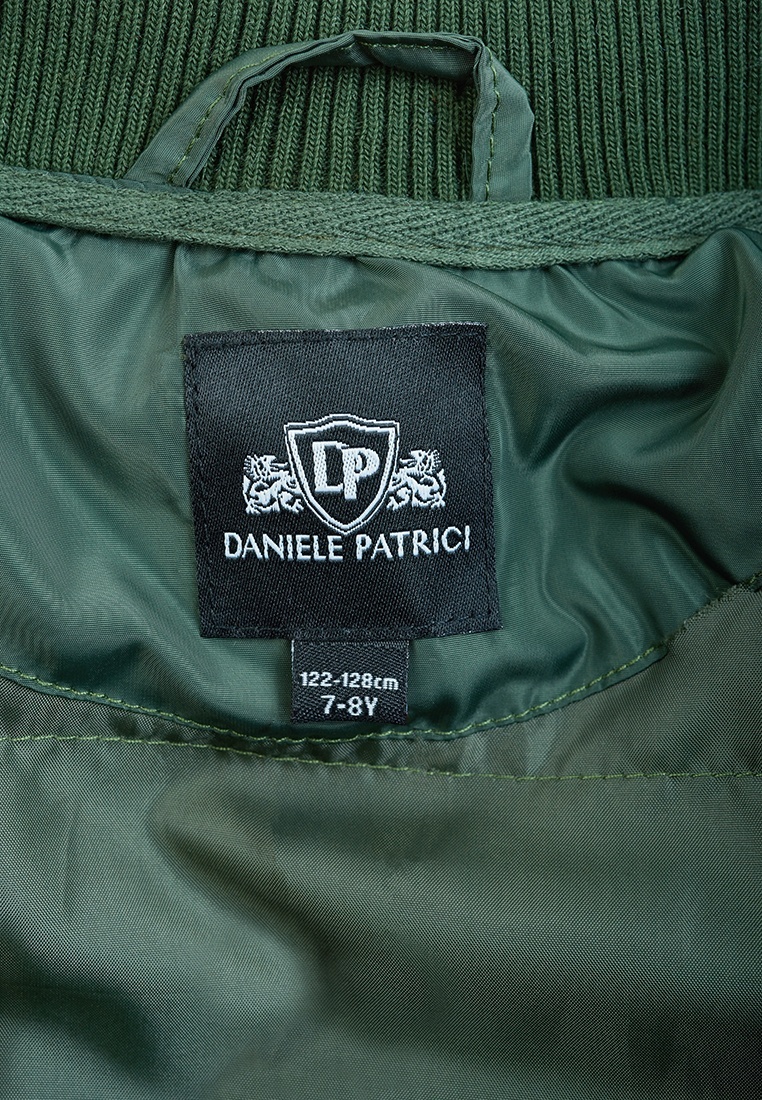 DP
DANIELE PATRICI
122-128cm
7-8Y